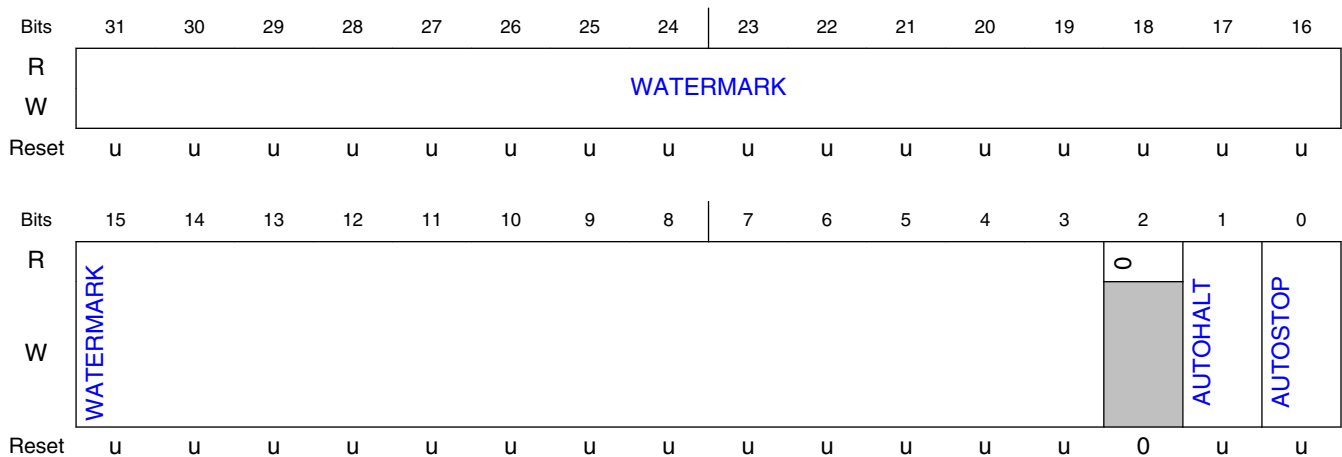 Bits 31 30 29 28 27 26 25 24 23 22 21 20 19 18 17 16
R
WATERMARK
W
Reset u u u u u u u u u u u u u u u u
Bits 15 14 13 12 11 10 9 8 7 6 5 4 3 2 1 0
R 0
WATERMARK AUTOHALT AUTOSTOP
W
Reset u u u u u u u u u u u u u 0 u u